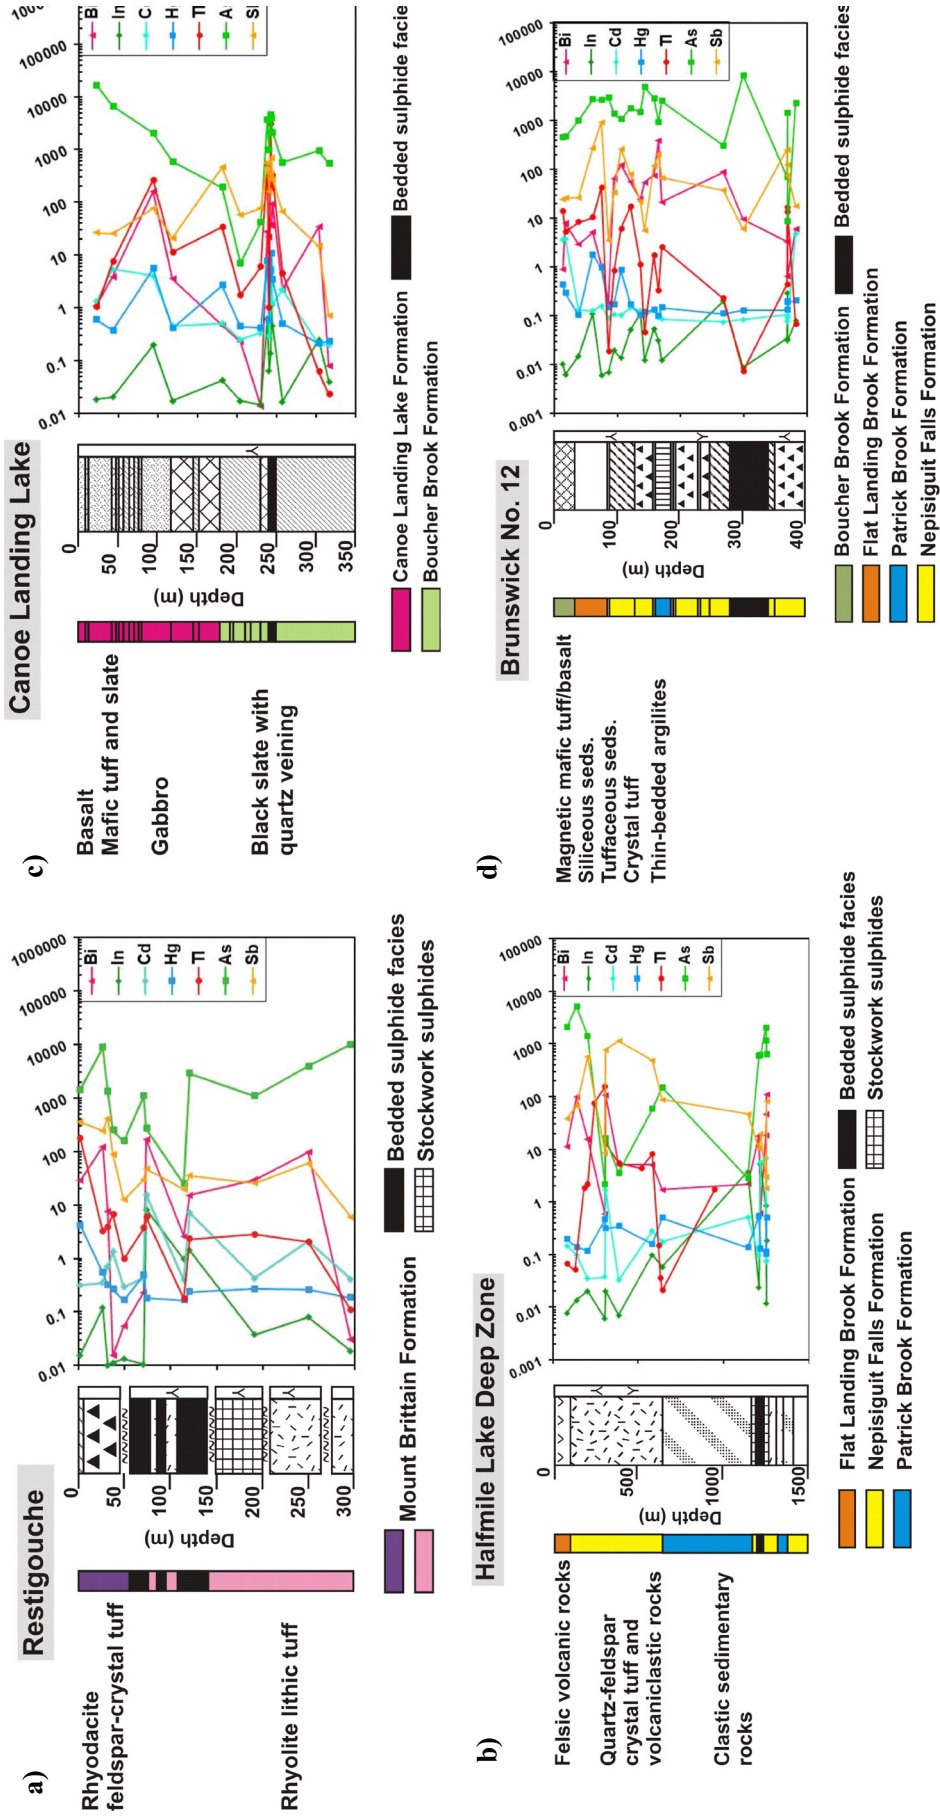 a)
Restigouche
Rhyodacite
feldspar-crystal tuff
Rhyolite lithic tuff
Depth (m)
0
50
100
150
200
250
300
0.01
0.1
1
10
100
1000
10000
100000
1000000
Bi
In
Cd
Hg
Tl
As
Sb
Mount Brittain Formation
Bedded sulphide facies
Stockwork sulphides
b)
Halfmile Lake Deep Zone
Felsic volcanic rocks
Quartz-feldspar
crystal tuff and
volcaniclastic rocks
Clastic sedimentary
rocks
Depth (m)
0
500
1000
1500
0.001
0.01
0.1
1
10
100
1000
10000
100000
Bi
In
Cd
Hg
Tl
As
Sb
Flat Landing Brook Formation
Nepisiguit Falls Formation
Patrick Brook Formation
Bedded sulphide facies
Stockwork sulphides
c)
Canoe Landing Lake
Basalt
Mafic tuff and slate
Gabbro
Black slate with
quartz veining
Depth (m)
0
50
100
150
200
250
300
350
0.01
0.1
1
10
100
1000
10000
100000
1000
B
In
C
H
Tl
A
Sl
Canoe Landing Lake Formation
Boucher Brook Formation
Bedded sulphide facie
d)
Brunswick No. 12
Magnetic mafic tuff/basalt
Siliceous seds.
Tuffaceous seds.
Crystal tuff
Thin-bedded argilites
Depth (m)
0
100
200
300
400
0.001
0.01
0.1
1
10
100
1000
10000
100000
Bi
In
Cd
Hg
Tl
As
Sb
Boucher Brook Formation
Flat Landing Brook Formation
Patrick Brook Formation
Nepisiguit Falls Formation
Bedded sulphide facies